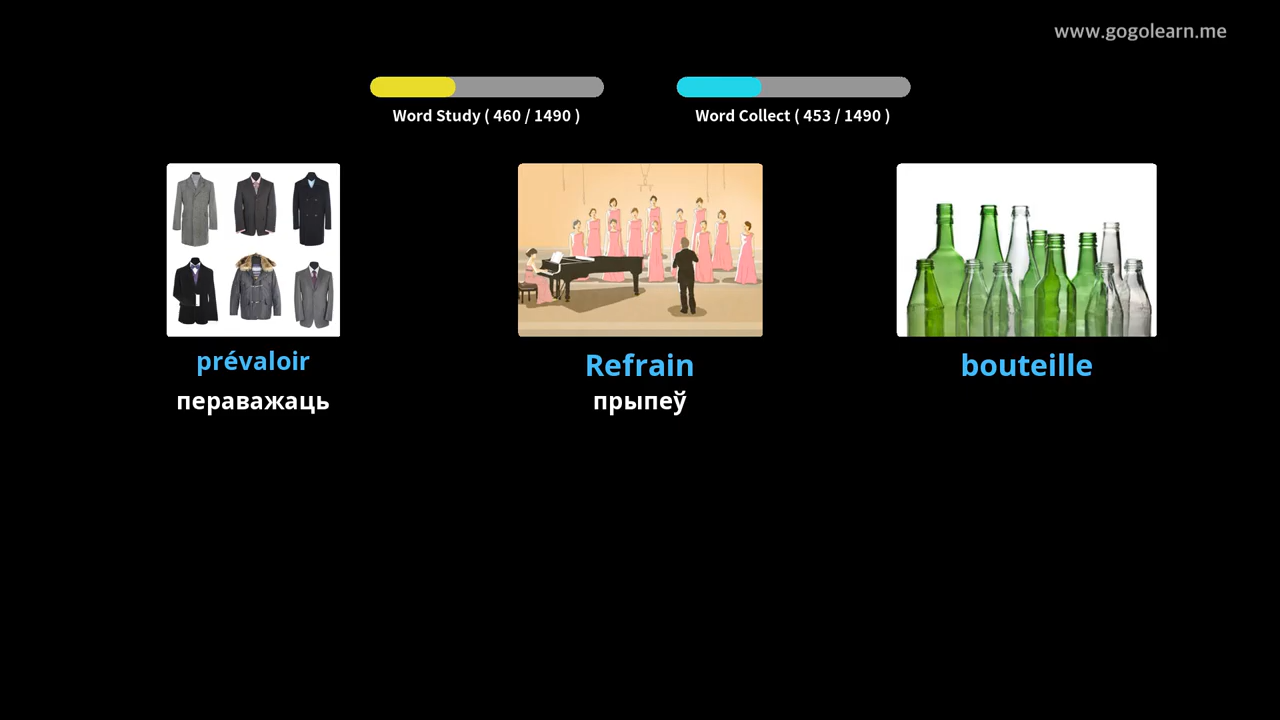 www.gogolearn.me
Word Study ( 460 / 1490 )
Word Collect ( 453 / 1490 )
prévaloir
Refrain
bouteille
пераважаць
прыпеў